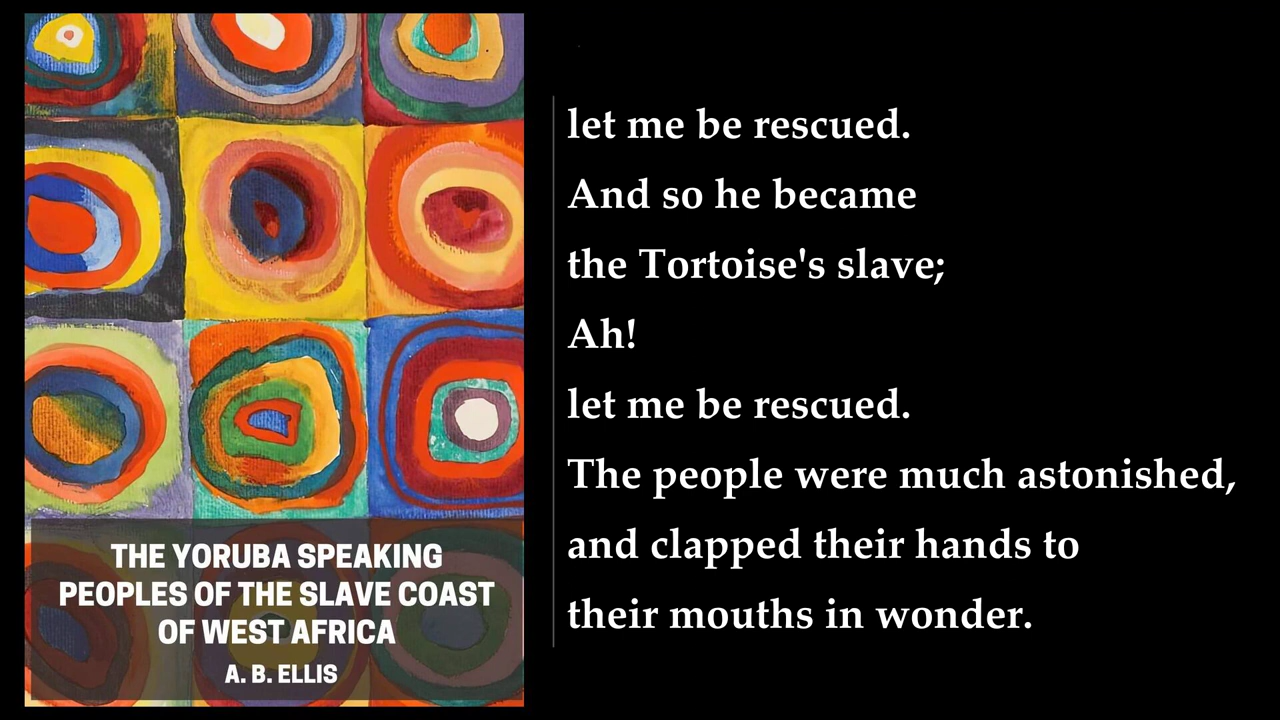 THE YORUBA SPEAKING
PEOPLES OF THE SLAVE COAST
OF WEST AFRICA
A. B. ELLIS
let me be rescued.
And so he became
the Tortoise's slave;
Ah!
let me be rescued.
The people were much astonished,
and clapped their hands to
their mouths in wonder.